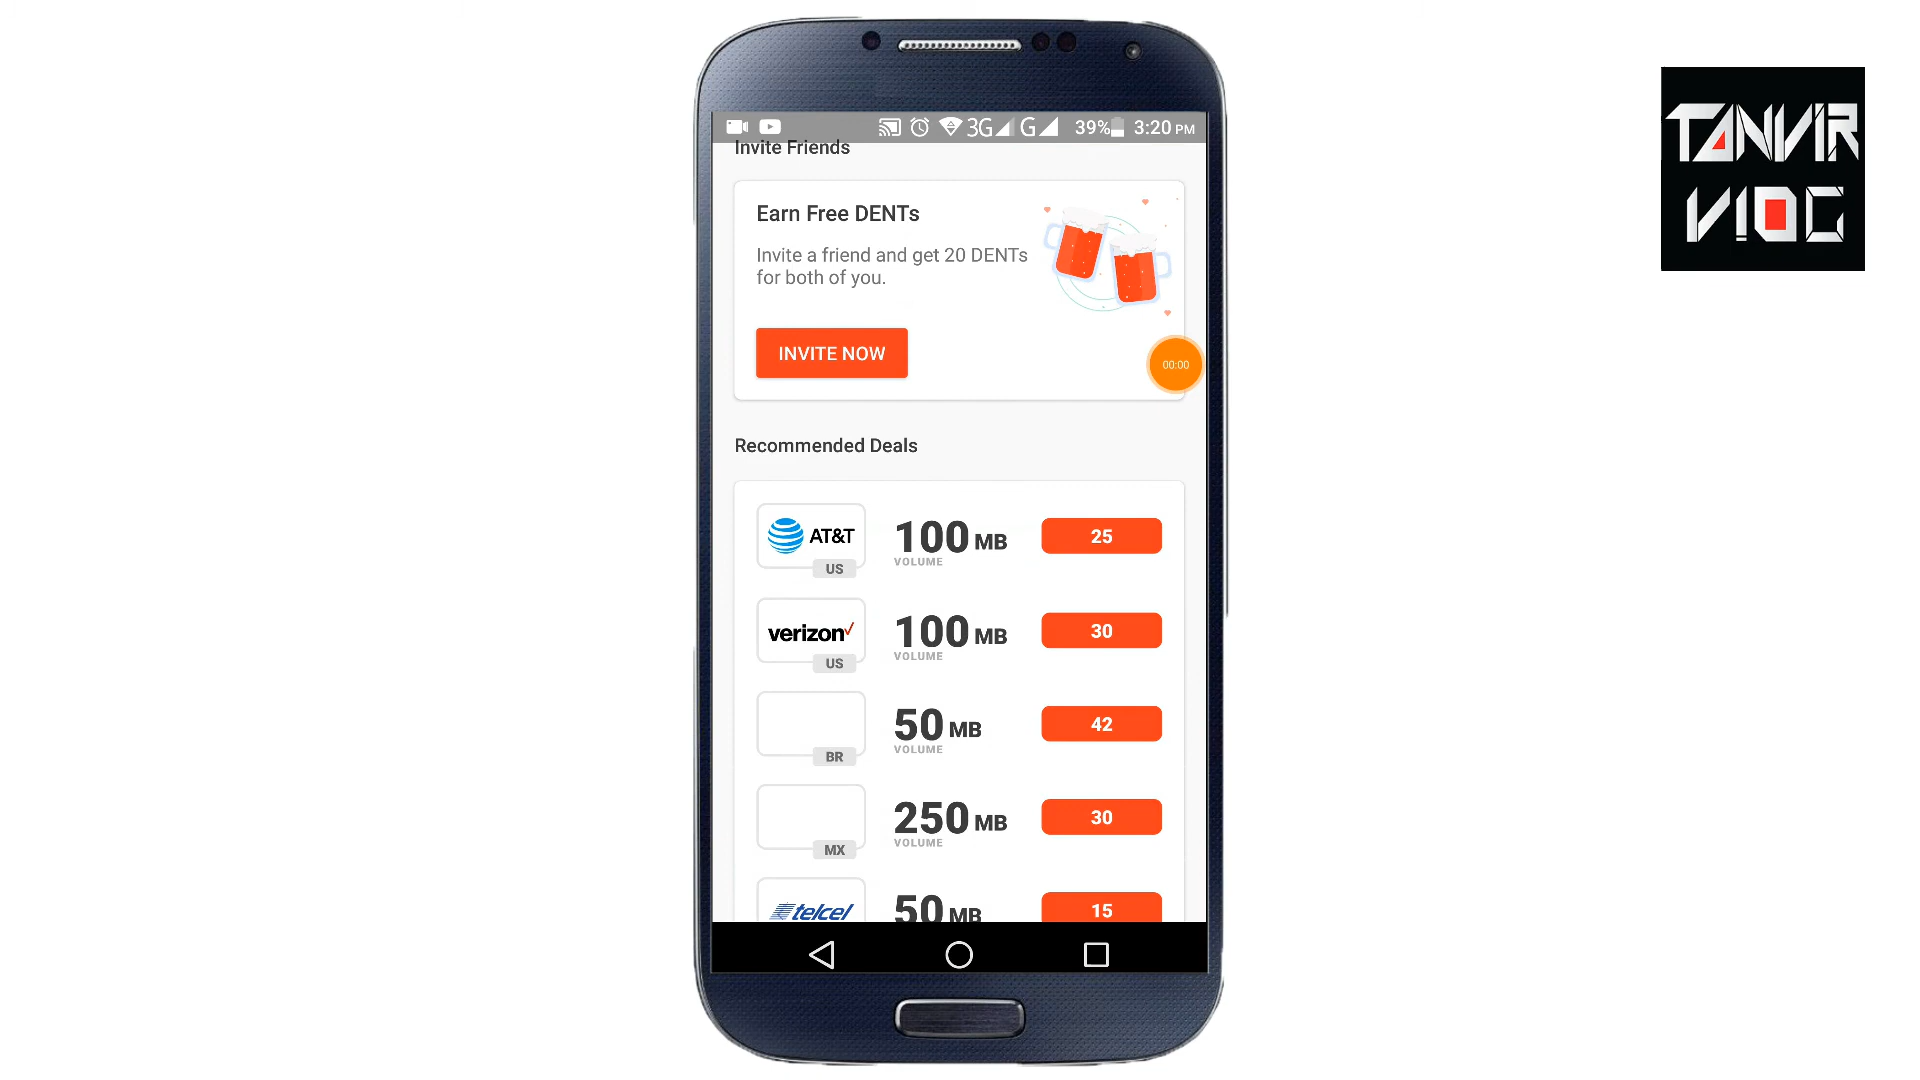 TANVIR
VlOG
3G
G
39%
3:20 PM
Invite Friends
Earn Free DENTs
Invite a friend and get 20 DENTs
for both of you.
INVITE NOW
00:00
Recommended Deals
AT&T
US
100 MB
VOLUME
25
verizon
US
100 MB
VOLUME
30
BR
50 MB
VOLUME
42
MX
250 MB
VOLUME
30
telcel
50 MB
15